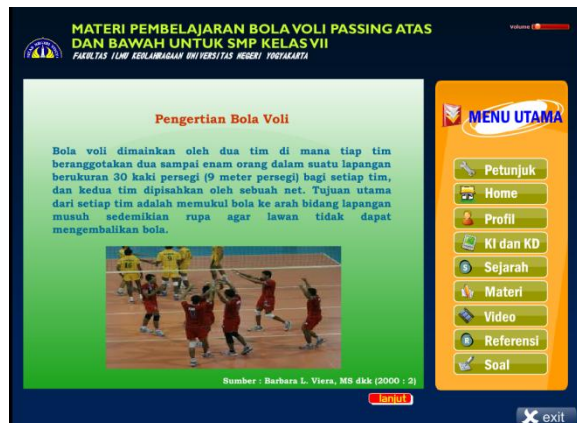 MATERI PEMBELAJARAN BOLA VOLI PASSING ATAS
DAN BAWAH UNTUK SMP KELAS VII
FAKULTAS ILMU KEOLAHRAGAAN UNIVERSITAS NEGERI YOGYAKARTA
Volume
Pengertian Bola Voli
Bola voli dimainkan oleh dua tim di mana tiap tim
beranggotakan dua sampai enam orang dalam suatu lapangan
berukuran 30 kaki persegi (9 meter persegi) bagi setiap tim,
dan kedua tim dipisahkan oleh sebuah net. Tujuan utama
dari setiap tim adalah memukul bola ke arah bidang lapangan
musuh sedemikian rupa agar lawan tidak dapat
mengembalikan bola.
Sumber : Barbara L. Viera, MS dkk (2000 : 2)
lanjut
MENU UTAMA
Petunjuk
Home
Profil
KI dan KD
Sejarah
Materi
Video
Referensi
Soal
exit